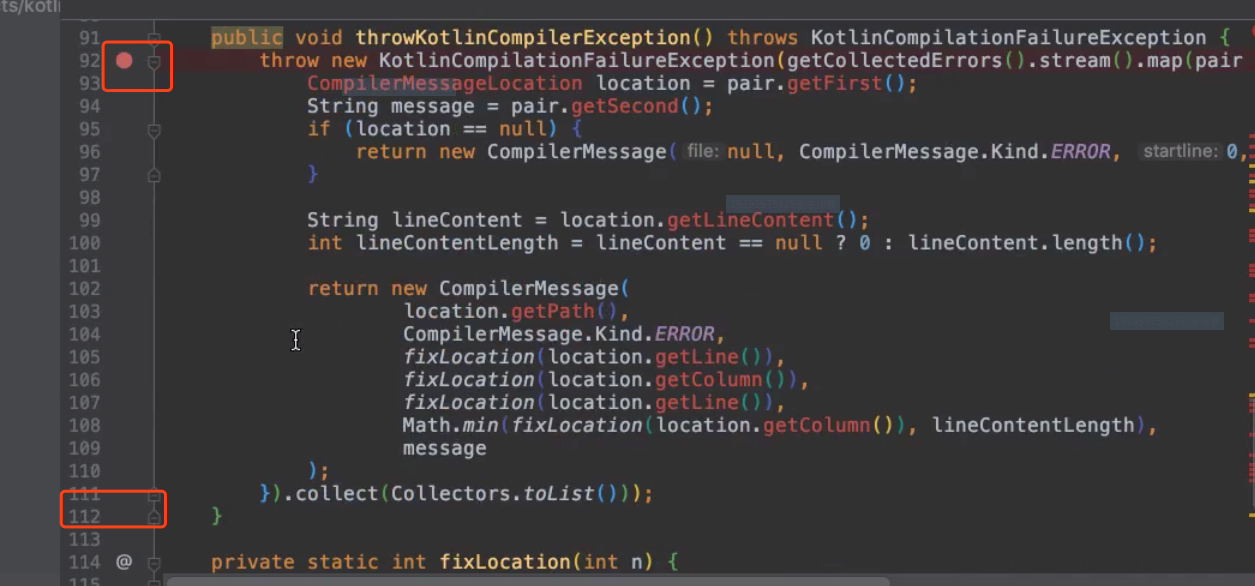 cts/kotli
91 public void throwKotlinCompilerException() throws KotlinCompilationFailureException {
92 throw new KotlinCompilationFailureException(getCollectedErrors().stream().map(pair
93 CompilerMessageLocation location = pair.getFirst();
94 String message = pair.getSecond();
95 if (location == null) {
96 return new CompilerMessage( file: null, CompilerMessage.Kind.ERROR, startline: 0,
97 }
98
99 String lineContent = location.getLineContent();
100 int lineContentLength = lineContent == null ? 0 : lineContent.length();
101
102 return new CompilerMessage(
103 location.getPath(),
104 CompilerMessage.Kind.ERROR,
105 fixLocation(location.getLine()),
106 fixLocation(location.getColumn()),
107 fixLocation(location.getLine()),
108 Math.min(fixLocation(location.getColumn()), lineContentLength),
109 message
110 );
111 }).collect(Collectors.toList()));
112 }
113
114 @ private static int fixLocation(int n) {
115